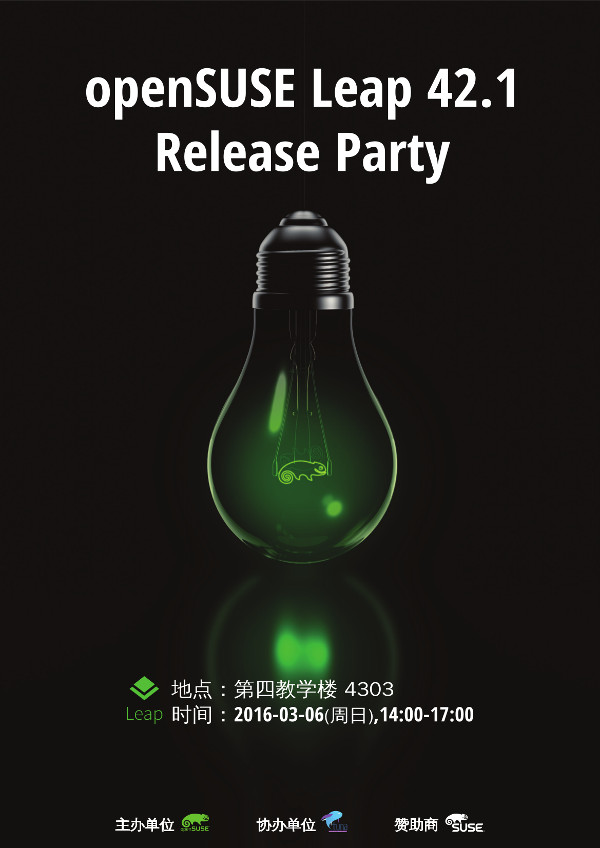 openSUSE Leap 42.1
Release Party
地点：第四教学楼 4303
Leap 时间：2016-03-06(周日),14:00-17:00
主办单位 协办单位 赞助商 SUSE